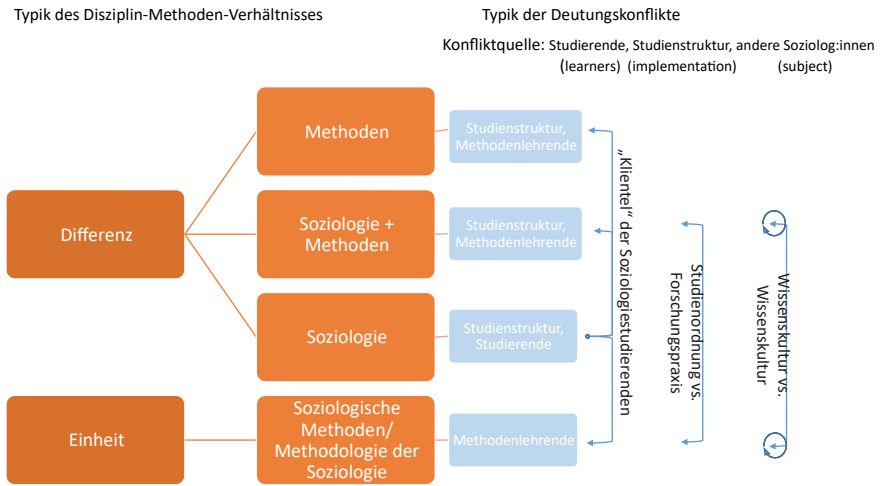 Typik des Disziplin-Methoden-Verhältnisses
Typik der Deutungskonflikte
Konfliktquelle: Studierende, Studienstruktur, andere Soziolog:innen
(learners) (implementation) (subject)
Differenz
Einheit
Methoden
Soziologie +
Methoden
Soziologie
Soziologische
Methoden/
Methodologie der
Soziologie
Studienstruktur,
Methodenlehrende
Studienstruktur,
Methodenlehrende
Studienstruktur,
Studierende
Methodenlehrende
„Klientel“ der Soziologiestudierenden
Studienordnung vs.
Forschungspraxis
Wissenskultur vs.
Wissenskultur